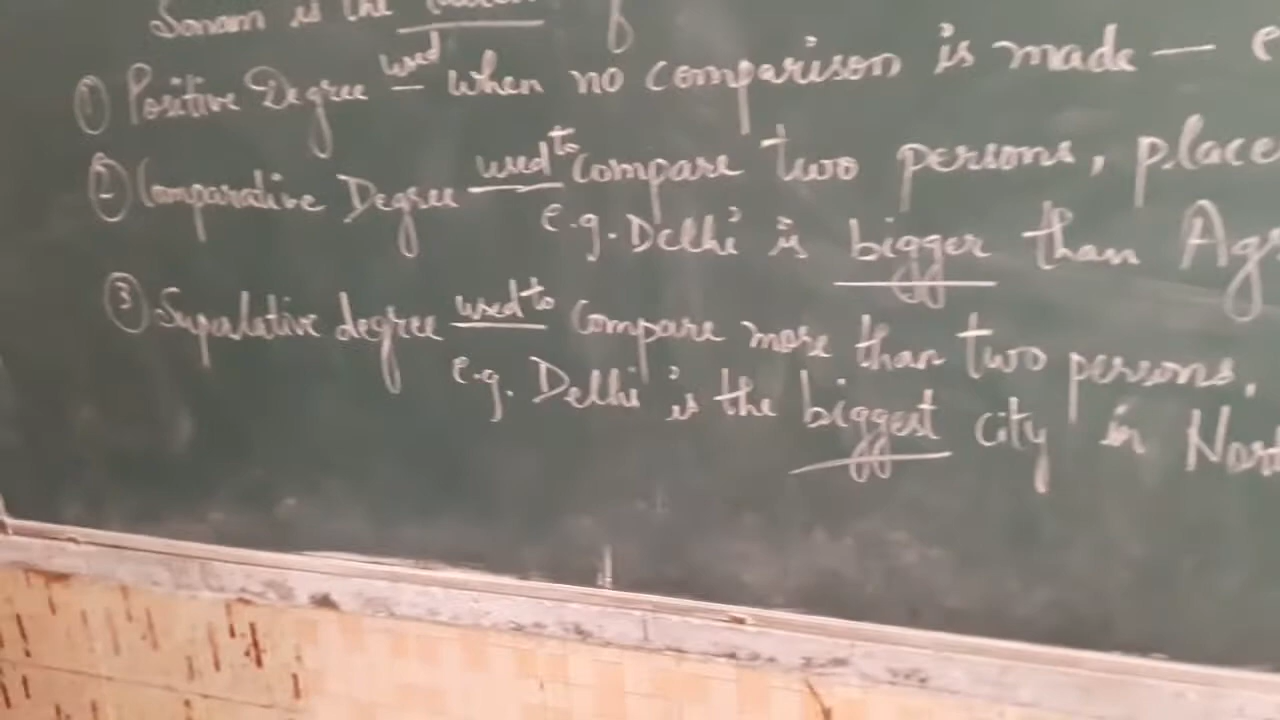 Sonam is the
① Positive Degree - used when no comparison is made — e
② Comparative Degree used to compare two persons, place
e.g. Delhi is bigger than Ag
③ Supalative degree used to compare more than two persons.
e.g. Delhi is the biggest city in Nor